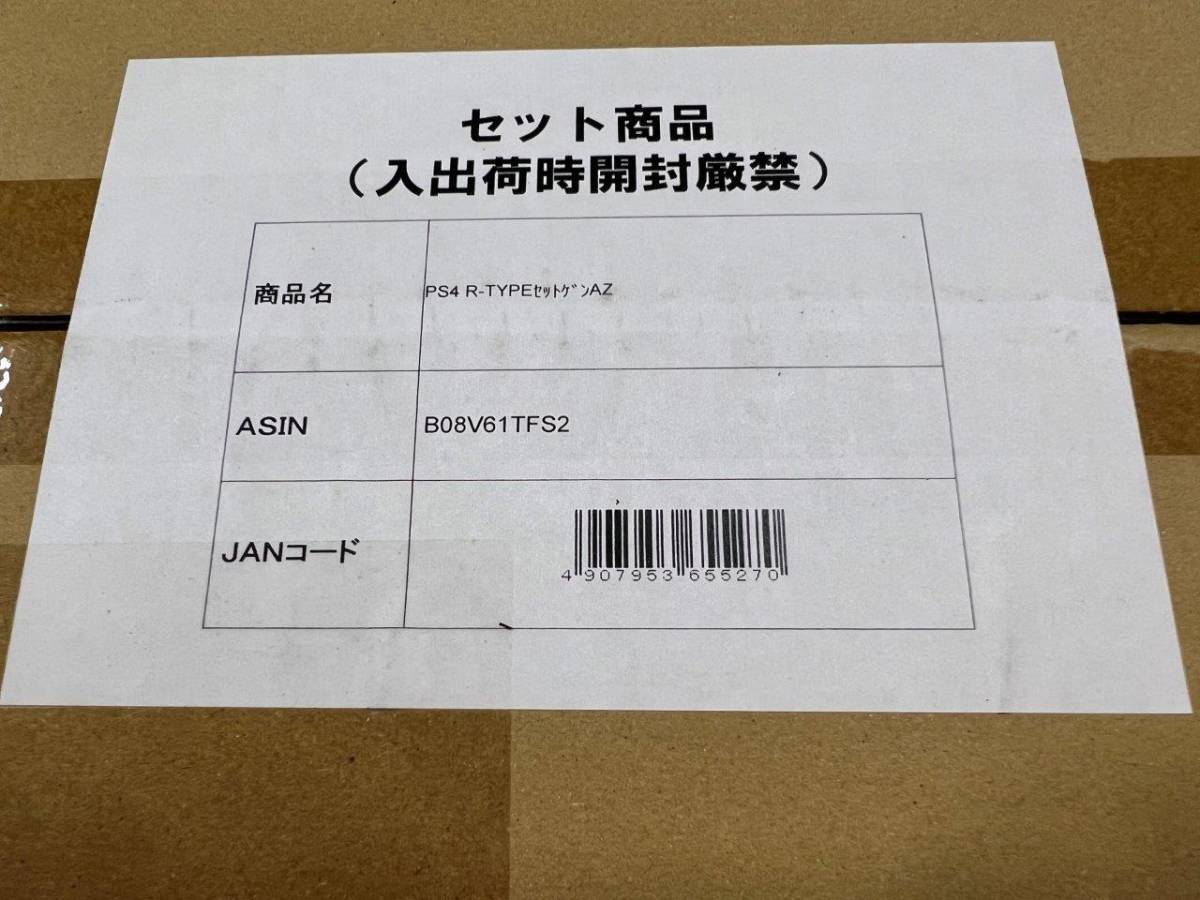 セット商品
（入出荷時開封厳禁）
商品名 PS4 R-TYPEｾｯﾄｹﾞﾝAZ
ASIN B08V61TFS2
JANコード
4 907953 655270